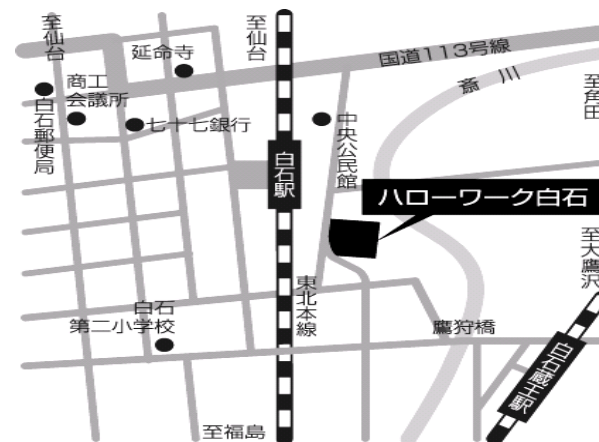 至仙台
至仙台
延命寺
国道113号線
斎川
至角田
商工
会議所
白石郵便局
七十七銀行
中央公民館
白石駅
ハローワーク白石
至大鷹沢
東北本線
白石
第二小学校
鷹狩橋
白石蔵王駅
至福島